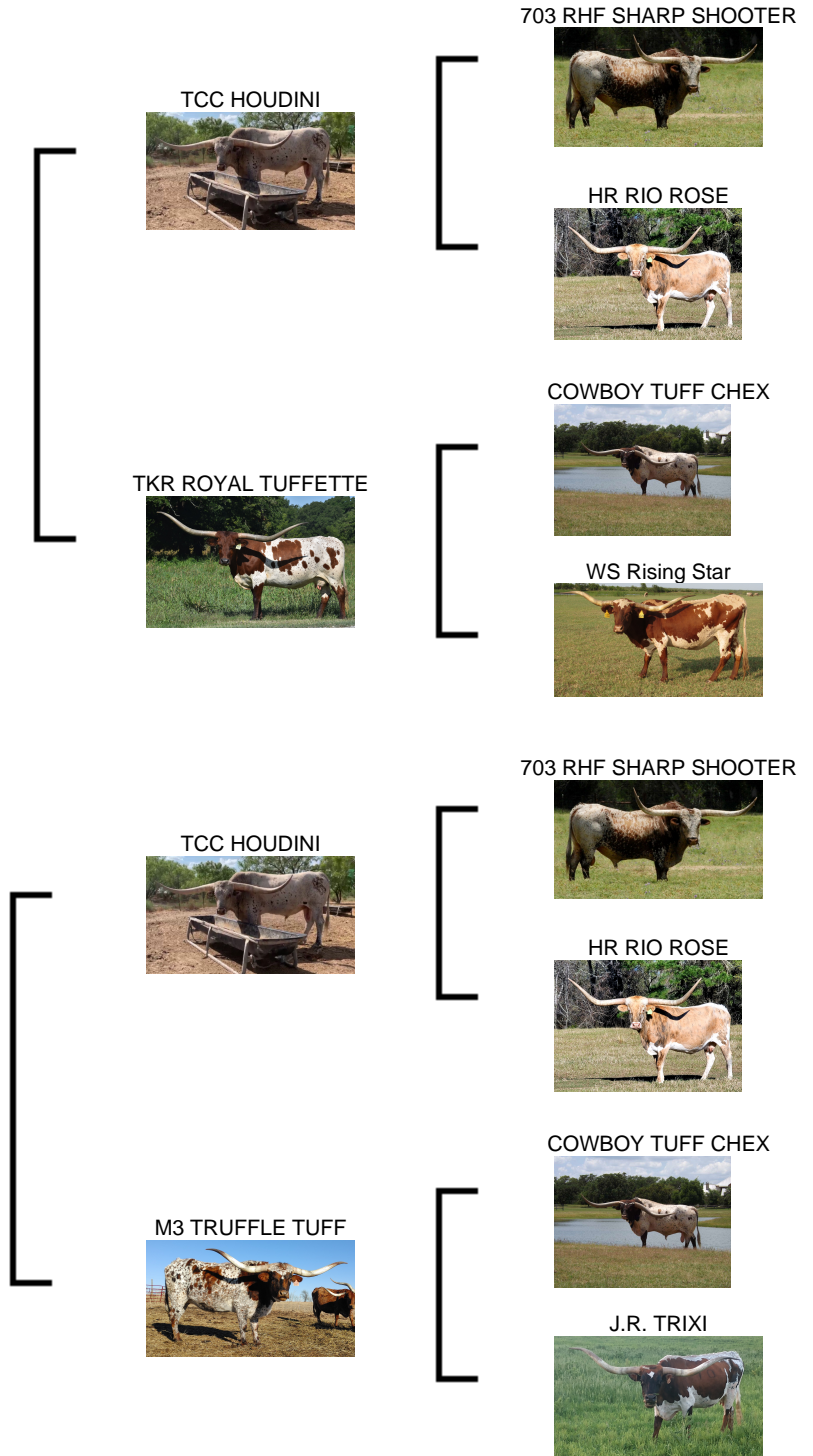 703 RHF SHARP SHOOTER
TCC HOUDINI
HR RIO ROSE
COWBOY TUFF CHEX
TKR ROYAL TUFFETTE
WS Rising Star
703 RHF SHARP SHOOTER
TCC HOUDINI
HR RIO ROSE
COWBOY TUFF CHEX
M3 TRUFFLE TUFF
J.R. TRIXI